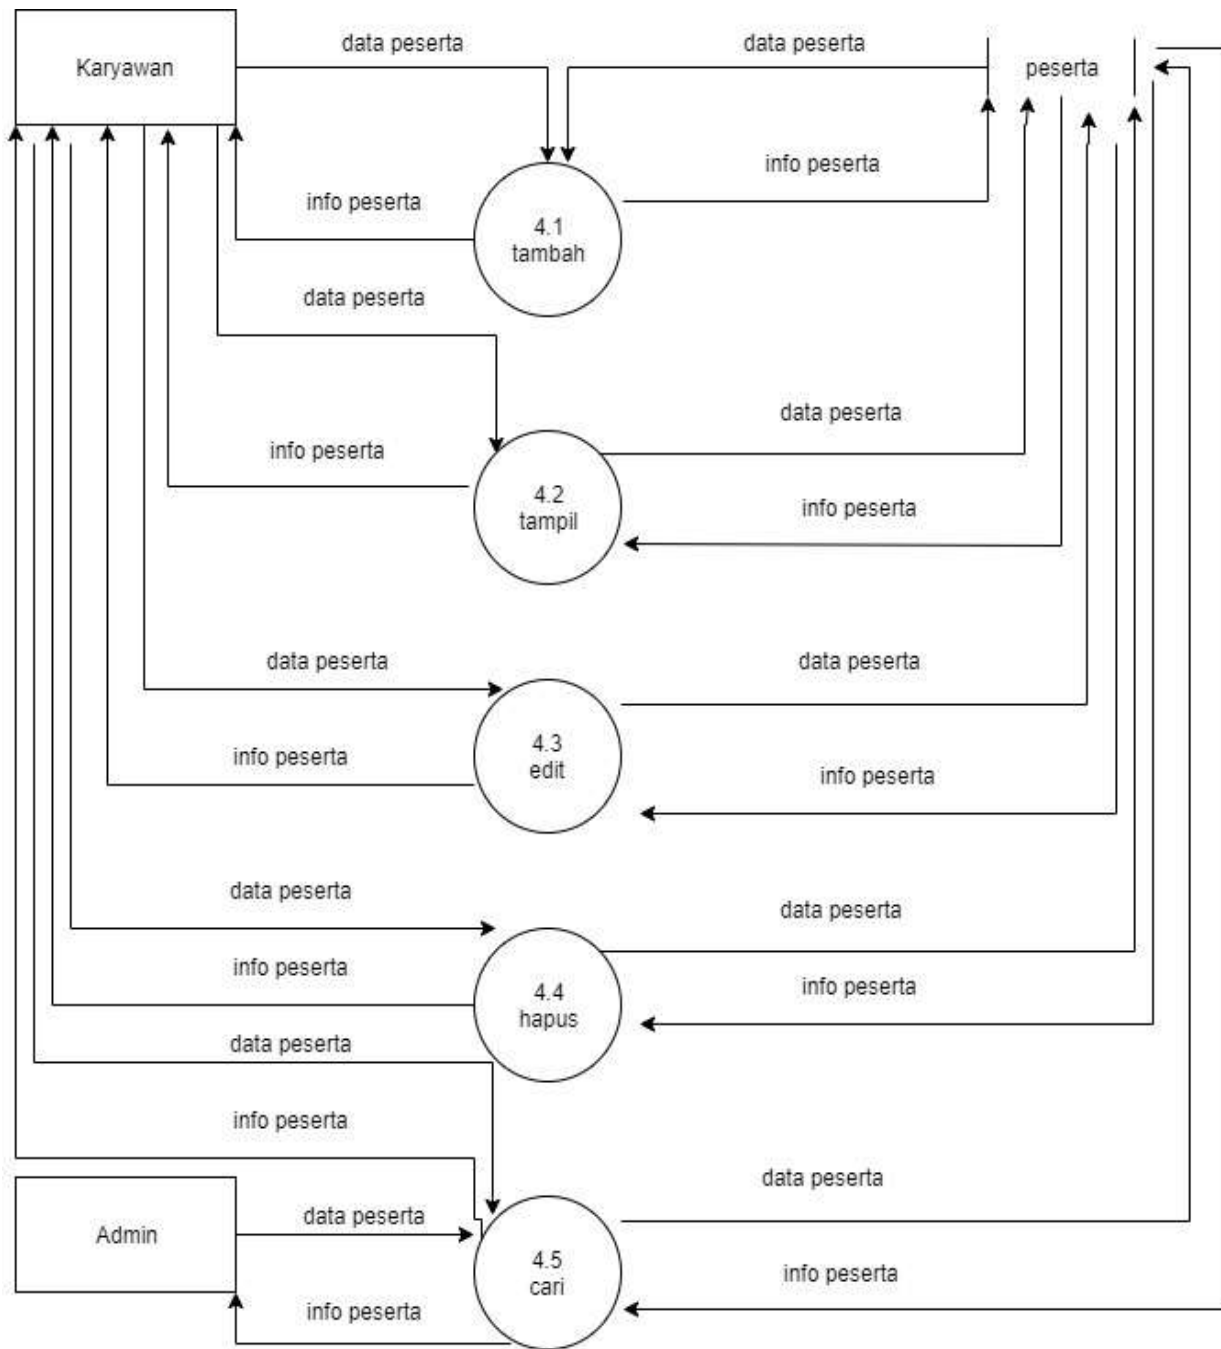 data peserta
data peserta
Karyawan
peserta
info peserta
info peserta
4.1
tambah
data peserta
data peserta
info peserta
4.2
tampil
info peserta
data peserta
data peserta
4.3
edit
info peserta
info peserta
data peserta
data peserta
info peserta
4.4
hapus
info peserta
data peserta
info peserta
data peserta
Admin
data peserta
4.5
cari
info peserta
info peserta